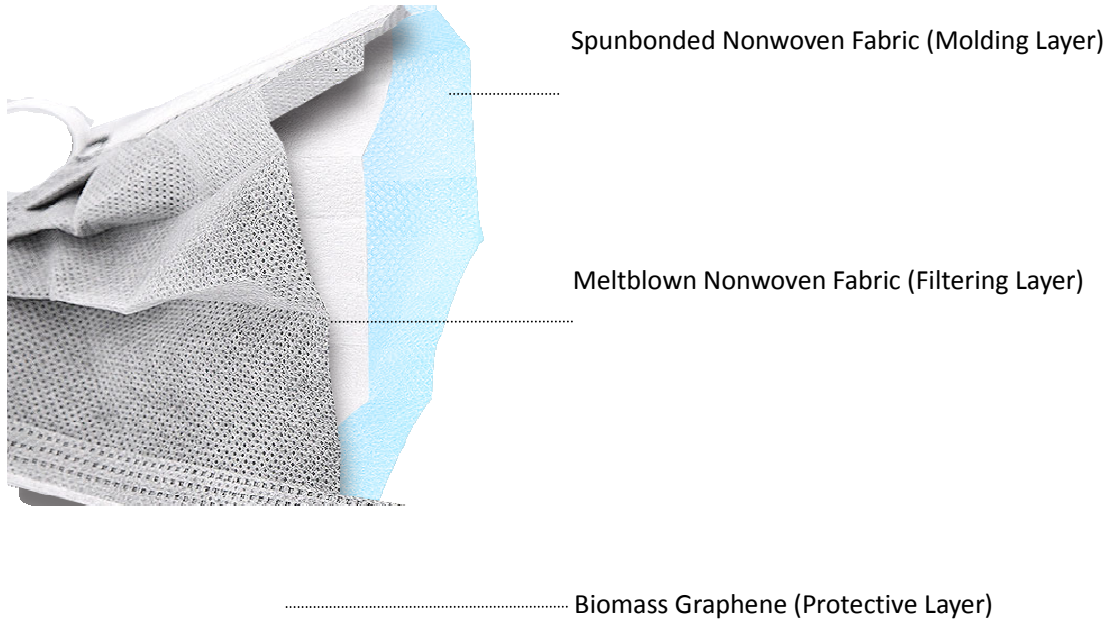 Spunbonded Nonwoven Fabric (Molding Layer)
Meltblown Nonwoven Fabric (Filtering Layer)
Biomass Graphene (Protective Layer)